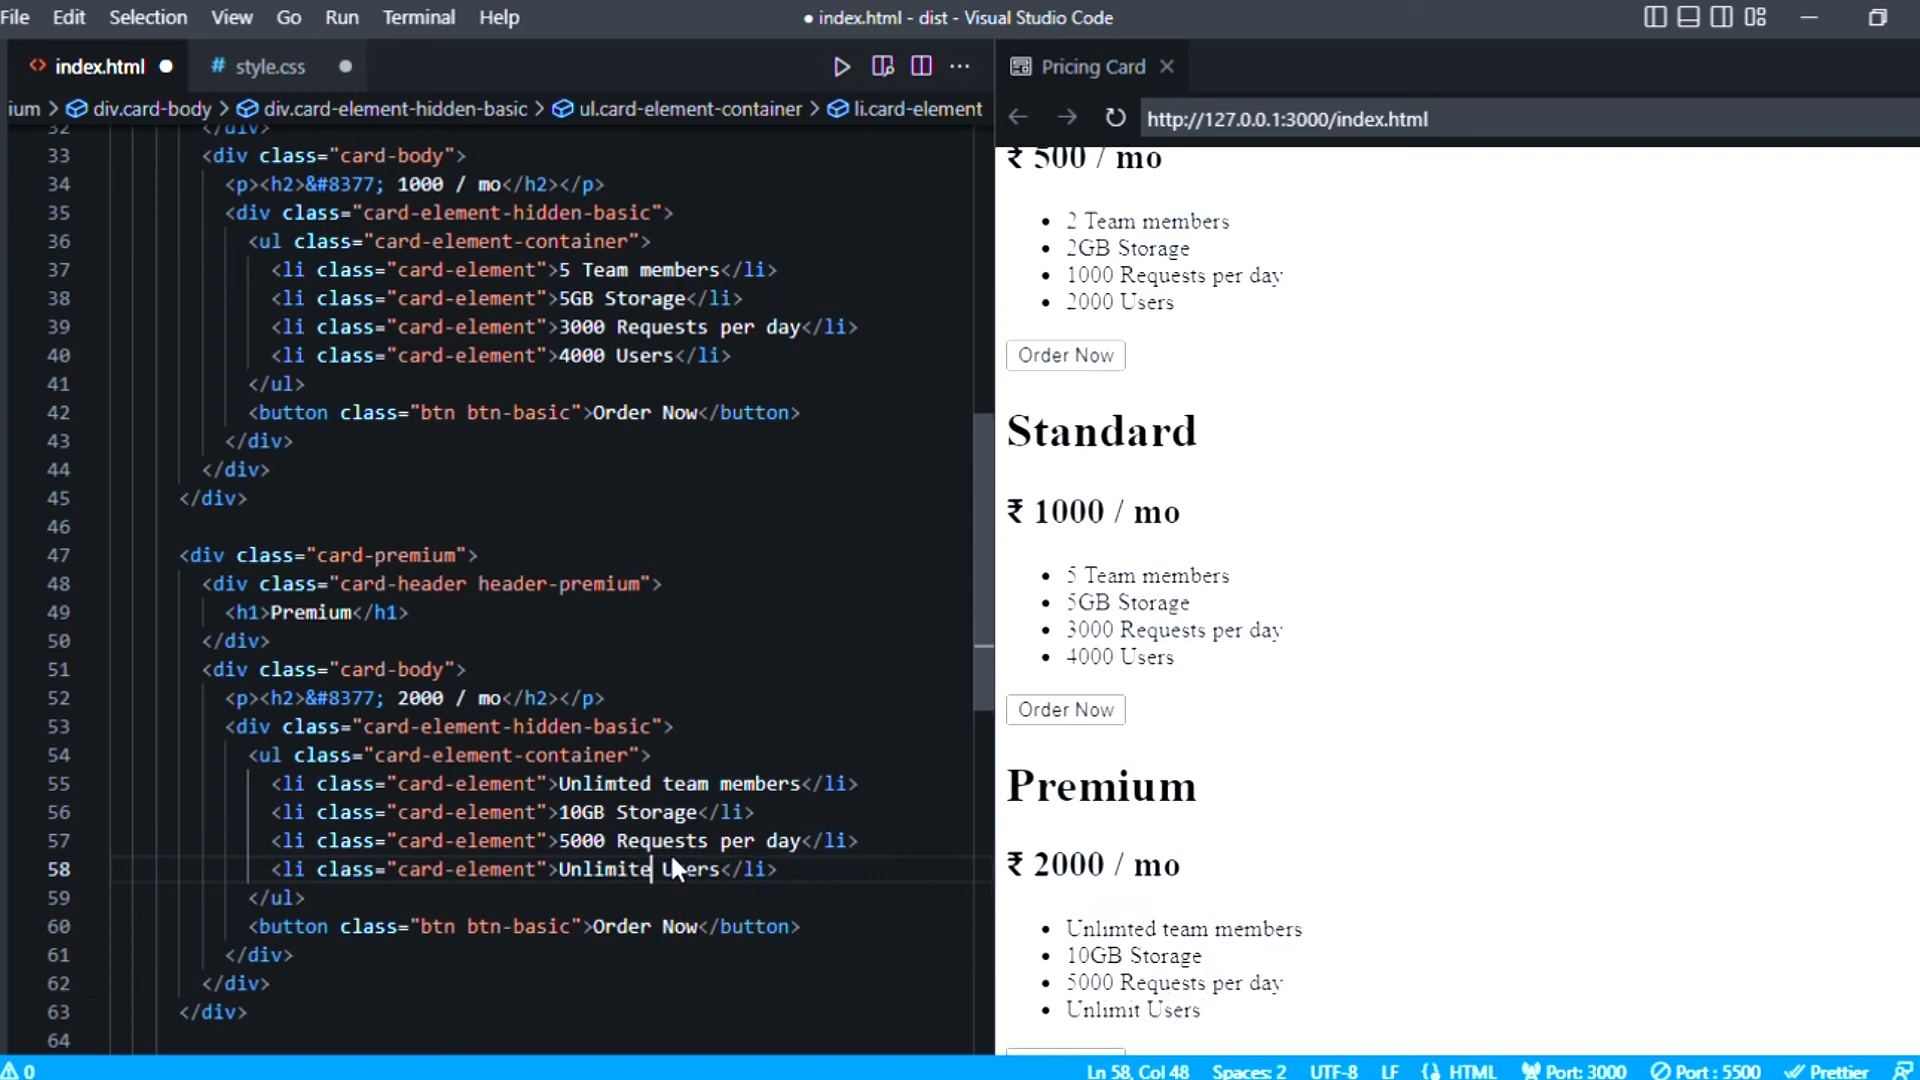 File Edit Selection View Go Run Terminal Help
● index.html - dist - Visual Studio Code
<> index.html ●
# style.css ●
Pricing Card
ium > div.card-body > div.card-element-hidden-basic > ul.card-element-container > li.card-element
http://127.0.0.1:3000/index.html
32 </div>
33 <div class="card-body">
34 <p><h2>&#8377; 1000 / mo</h2></p>
35 <div class="card-element-hidden-basic">
36 <ul class="card-element-container">
37 <li class="card-element">5 Team members</li>
38 <li class="card-element">5GB Storage</li>
39 <li class="card-element">3000 Requests per day</li>
40 <li class="card-element">4000 Users</li>
41 </ul>
42 <button class="btn btn-basic">Order Now</button>
43 </div>
44 </div>
45 </div>
46
47 <div class="card-premium">
48 <div class="card-header header-premium">
49 <h1>Premium</h1>
50 </div>
51 <div class="card-body">
52 <p><h2>&#8377; 2000 / mo</h2></p>
53 <div class="card-element-hidden-basic">
54 <ul class="card-element-container">
55 <li class="card-element">Unlimted team members</li>
56 <li class="card-element">10GB Storage</li>
57 <li class="card-element">5000 Requests per day</li>
58 <li class="card-element">Unlimite Users</li>
59 </ul>
60 <button class="btn btn-basic">Order Now</button>
61 </div>
62 </div>
63 </div>
64
₹ 500 / mo
• 2 Team members
• 2GB Storage
• 1000 Requests per day
• 2000 Users
Order Now
Standard
₹ 1000 / mo
• 5 Team members
• 5GB Storage
• 3000 Requests per day
• 4000 Users
Order Now
Premium
₹ 2000 / mo
• Unlimted team members
• 10GB Storage
• 5000 Requests per day
• Unlimit Users
0 Ln 58, Col 48 Spaces: 2 UTF-8 LF HTML Port: 3000 Port : 5500 Prettier